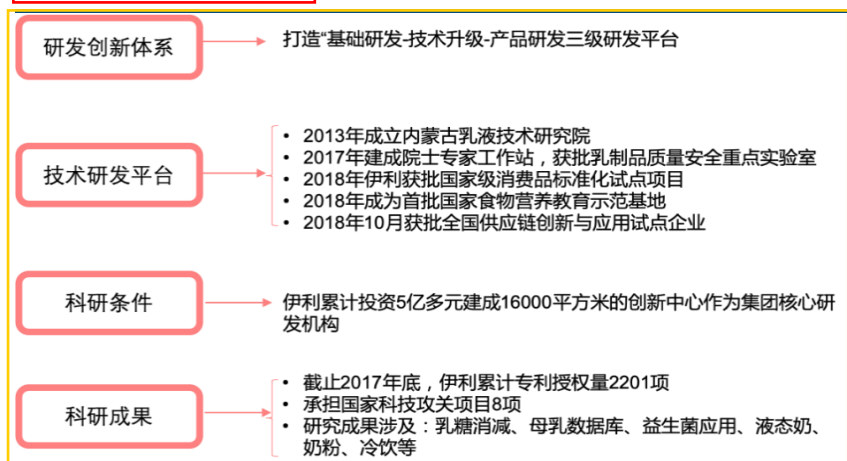 研发创新体系
打造“基础研发-技术升级-产品研发三级研发平台
技术研发平台
• 2013年成立内蒙古乳液技术研究院
• 2017年建成院士专家工作站，获批乳制品质量安全重点实验室
• 2018年伊利获批国家级消费品标准化试点项目
• 2018年成为首批国家食物营养教育示范基地
• 2018年10月获批全国供应链创新与应用试点企业
科研条件
伊利累计投资5亿多元建成16000平方米的创新中心作为集团核心研
发机构
科研成果
• 截止2017年底，伊利累计专利授权量2201项
• 承担国家科技攻关项目8项
• 研究成果涉及：乳糖消减、母乳数据库、益生菌应用、液态奶、
奶粉、冷饮等